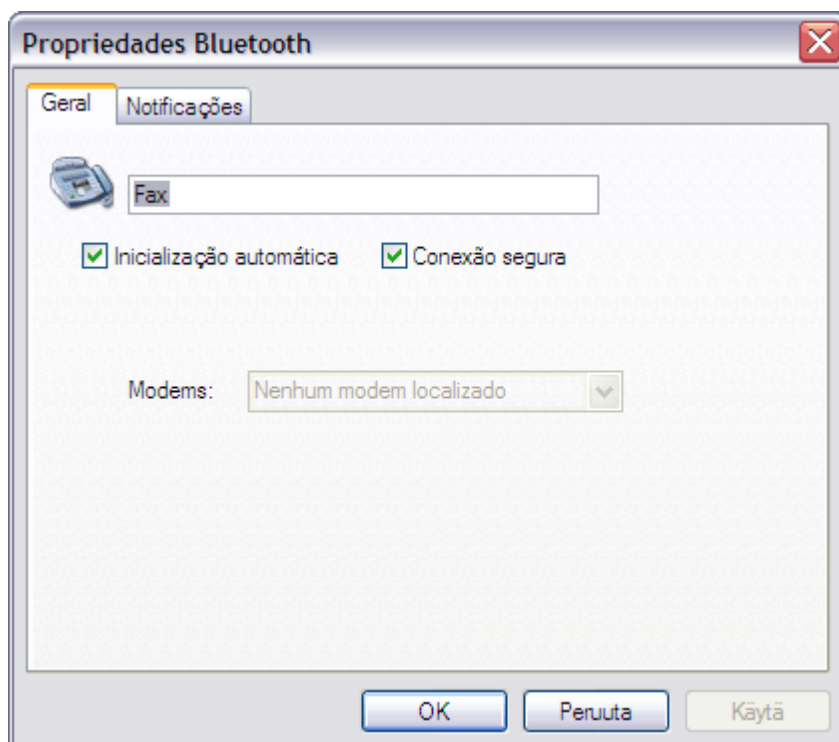 Propriedades Bluetooth
Geral Notificações
Fax
Inicialização automática Conexão segura
Modems: Nenhum modem localizado
OK Peruuta Käytä